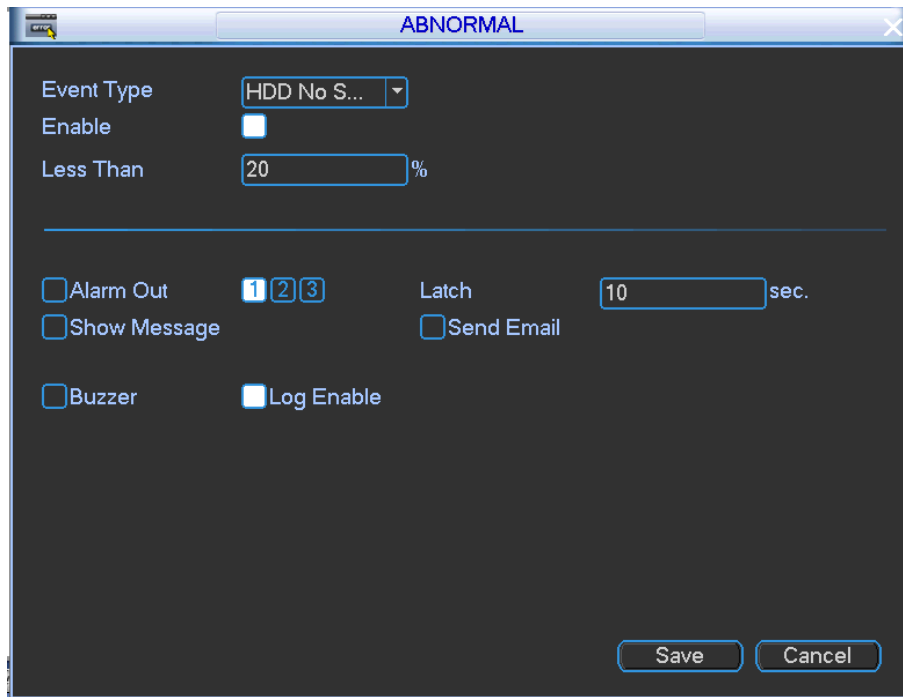 error
ABNORMAL
Event Type HDD No S...
Enable
Less Than 20 %
Alarm Out 1 2 3 Latch 10 sec.
Show Message Send Email
Buzzer Log Enable
Save Cancel